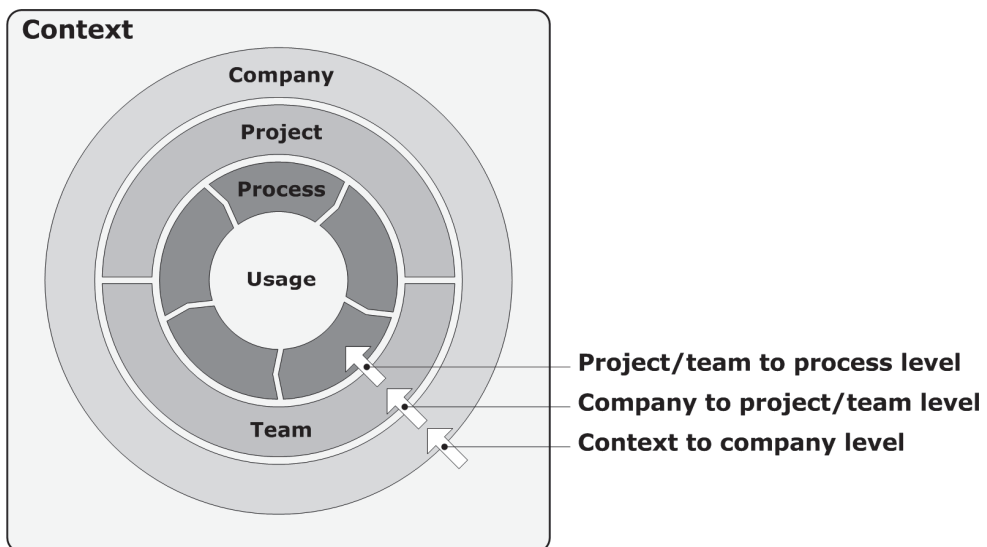 Context
Company
Project
Process
Usage
Project/team to process level
Company to project/team level
Team
Context to company level